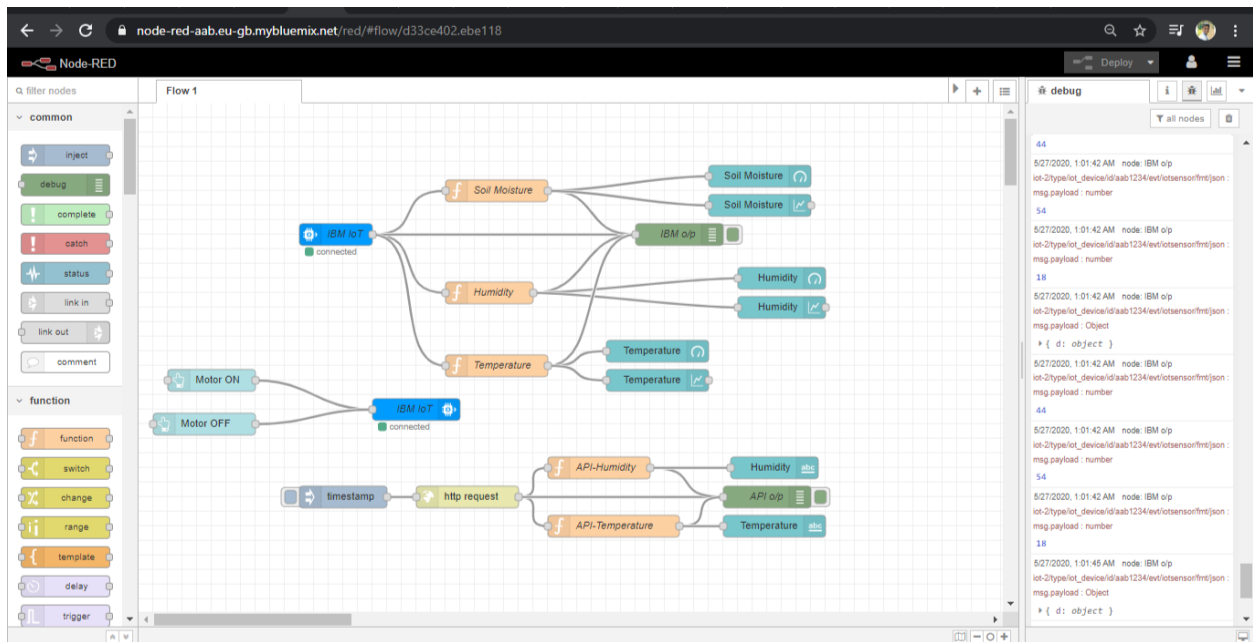 node-red-aab.eu-gb.mybluemix.net/red/#flow/d33ce402.ebe118
Node-RED
Deploy
filter nodes
common
inject
debug
complete
catch
status
link in
link out
comment
function
function
switch
change
range
template
delay
trigger
Flow 1
Soil Moisture
Soil Moisture
Soil Moisture
IBM IoT
connected
IBM o/p
Humidity
Humidity
Humidity
Temperature
Temperature
Temperature
Motor ON
Motor OFF
IBM IoT
connected
timestamp
http request
API-Humidity
Humidity
abc
API o/p
API-Temperature
Temperature
abc
debug
i
all nodes
44
5/27/2020, 1:01:42 AM node: IBM o/p
iot-2/type/iot_device/id/aab1234/evt/iotsensor/fmt/json :
msg.payload : number
54
5/27/2020, 1:01:42 AM node: IBM o/p
iot-2/type/iot_device/id/aab1234/evt/iotsensor/fmt/json :
msg.payload : number
18
5/27/2020, 1:01:42 AM node: IBM o/p
iot-2/type/iot_device/id/aab1234/evt/iotsensor/fmt/json :
msg.payload : Object
{ d: object }
5/27/2020, 1:01:42 AM node: IBM o/p
iot-2/type/iot_device/id/aab1234/evt/iotsensor/fmt/json :
msg.payload : number
44
5/27/2020, 1:01:42 AM node: IBM o/p
iot-2/type/iot_device/id/aab1234/evt/iotsensor/fmt/json :
msg.payload : number
54
5/27/2020, 1:01:42 AM node: IBM o/p
iot-2/type/iot_device/id/aab1234/evt/iotsensor/fmt/json :
msg.payload : number
18
5/27/2020, 1:01:45 AM node: IBM o/p
iot-2/type/iot_device/id/aab1234/evt/iotsensor/fmt/json :
msg.payload : Object
{ d: object }